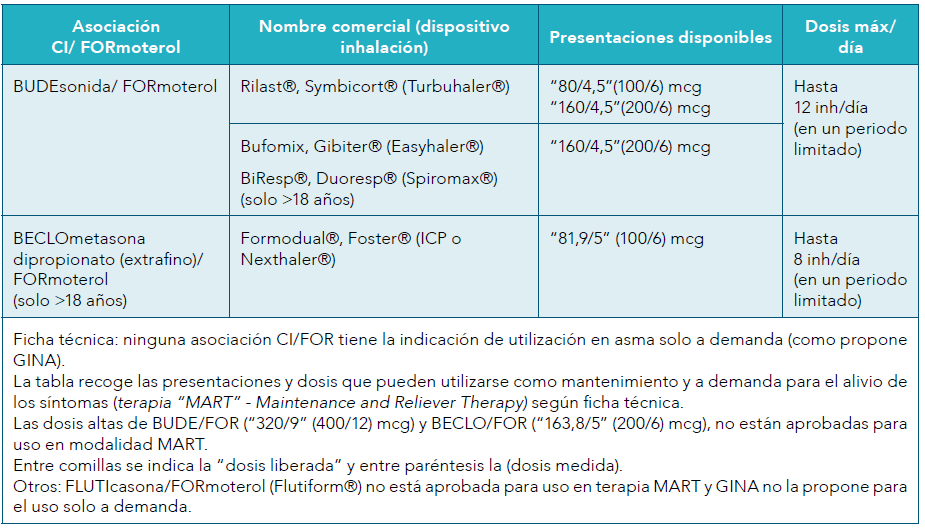 Asociación
CI/ FORmoterol
Nombre comercial (dispositivo
inhalación)
Presentaciones disponibles
Dosis máx/
día
BUDEsonida/ FORmoterol
Rilast®, Symbicort® (Turbuhaler®)
“80/4,5”(100/6) mcg
“160/4,5”(200/6) mcg
Hasta
12 inh/día
(en un periodo
limitado)
Bufomix, Gibiter® (Easyhaler®)
BiResp®, Duoresp® (Spiromax®)
(solo >18 años)
“160/4,5”(200/6) mcg
BECLOmetasona
dipropionato (extrafino)/
FORmoterol
(solo >18 años)
Formodual®, Foster® (ICP o
Nexthaler®)
“81,9/5” (100/6) mcg
Hasta
8 inh/día
(en un periodo
limitado)
Ficha técnica: ninguna asociación CI/FOR tiene la indicación de utilización en asma solo a demanda (como propone
GINA).
La tabla recoge las presentaciones y dosis que pueden utilizarse como mantenimiento y a demanda para el alivio de
los síntomas (terapia “MART” - Maintenance and Reliever Therapy) según ficha técnica.
Las dosis altas de BUDE/FOR (“320/9” (400/12) mcg) y BECLO/FOR (“163,8/5” (200/6) mcg), no están aprobadas para
uso en modalidad MART.
Entre comillas se indica la “dosis liberada” y entre paréntesis la (dosis medida).
Otros: FLUTIcasona/FORmoterol (Flutiform®) no está aprobada para uso en terapia MART y GINA no la propone para
el uso solo a demanda.